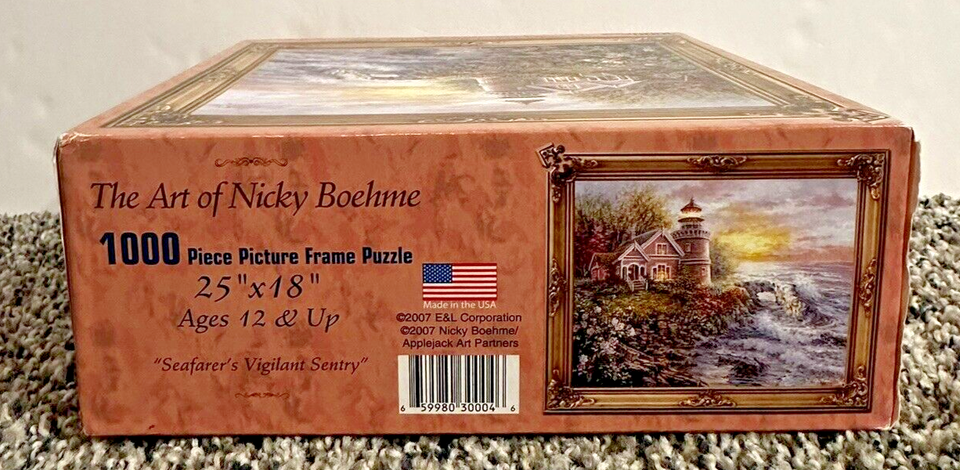 The Art of Nicky Boehme
1000 Piece Picture Frame Puzzle
25"x18"
Ages 12 & Up
"Seafarer's Vigilant Sentry"
Made in the USA
©2007 E&L Corporation
©2007 Nicky Boehme/
Applejack Art Partners
6 59980 30004 6